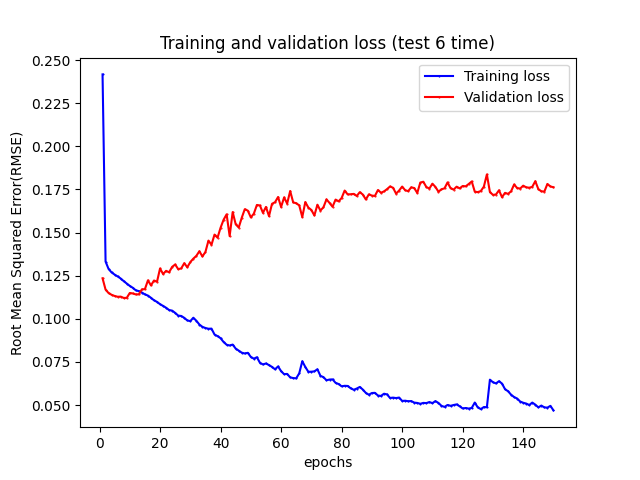 Training and validation loss (test 6 time)
Training loss
Validation loss
Root Mean Squared Error(RMSE)
0.250
0.225
0.200
0.175
0.150
0.125
0.100
0.075
0.050
0 20 40 60 80 100 120 140
epochs